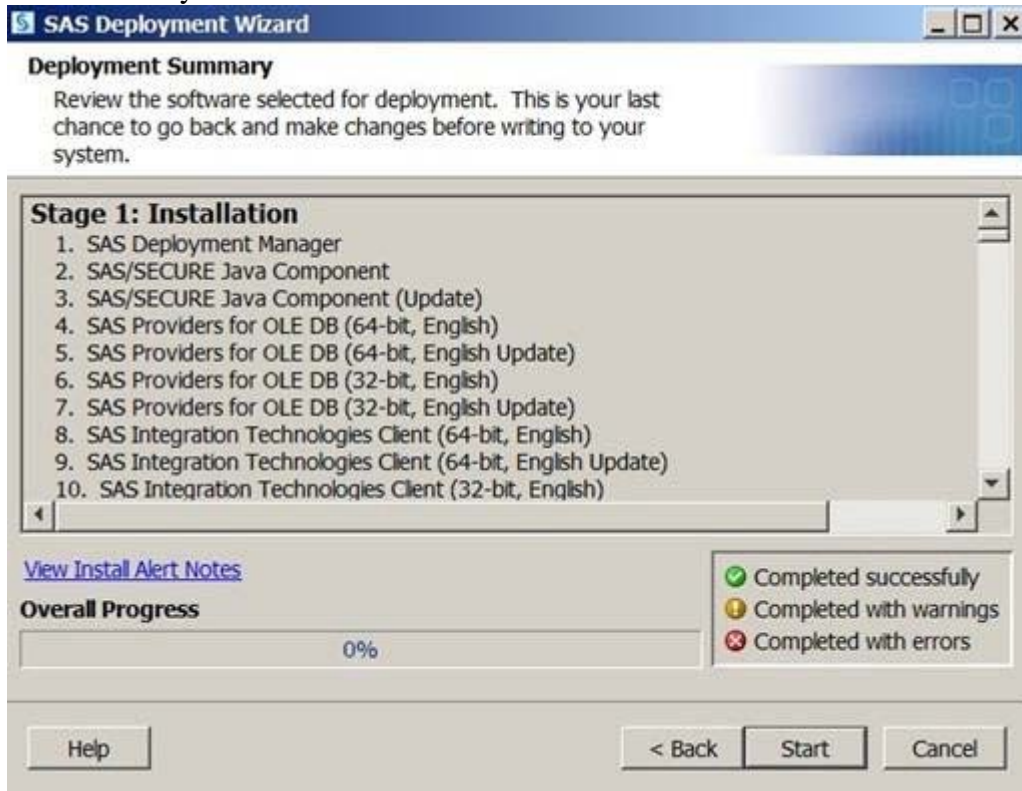 SAS Deployment Wizard
Deployment Summary
Review the software selected for deployment. This is your last
chance to go back and make changes before writing to your
system.
Stage 1: Installation
1. SAS Deployment Manager
2. SAS/SECURE Java Component
3. SAS/SECURE Java Component (Update)
4. SAS Providers for OLE DB (64-bit, English)
5. SAS Providers for OLE DB (64-bit, English Update)
6. SAS Providers for OLE DB (32-bit, English)
7. SAS Providers for OLE DB (32-bit, English Update)
8. SAS Integration Technologies Client (64-bit, English)
9. SAS Integration Technologies Client (64-bit, English Update)
10. SAS Integration Technologies Client (32-bit, English)
View Install Alert Notes
Overall Progress
0%
Completed successfully
Completed with warnings
Completed with errors
Help
< Back
Start
Cancel